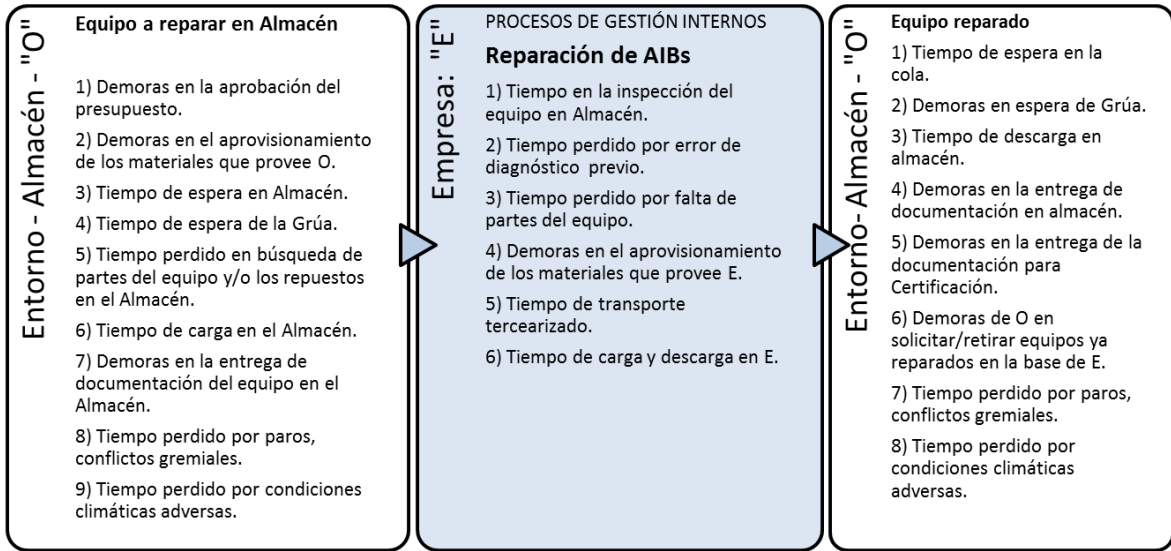 Entorno - Almacén - "O"
Equipo a reparar en Almacén
1) Demoras en la aprobación del
presupuesto.
2) Demoras en el aprovisionamiento
de los materiales que provee O.
3) Tiempo de espera en Almacén.
4) Tiempo de espera de la Grúa.
5) Tiempo perdido en búsqueda de
partes del equipo y/o los repuestos
en el Almacén.
6) Tiempo de carga en el Almacén.
7) Demoras en la entrega de
documentación del equipo en el
Almacén.
8) Tiempo perdido por paros,
conflictos gremiales.
9) Tiempo perdido por condiciones
climáticas adversas.
Empresa: "E"
PROCESOS DE GESTIÓN INTERNOS
Reparación de AIBs
1) Tiempo en la inspección del
equipo en Almacén.
2) Tiempo perdido por error de
diagnóstico previo.
3) Tiempo perdido por falta de
partes del equipo.
4) Demoras en el aprovisionamiento
de los materiales que provee E.
5) Tiempo de transporte
tercearizado.
6) Tiempo de carga y descarga en E.
Entorno- Almacén - "O"
Equipo reparado
1) Tiempo de espera en la
cola.
2) Demoras en espera de Grúa.
3) Tiempo de descarga en
almacén.
4) Demoras en la entrega de
documentación en almacén.
5) Demoras en la entrega de la
documentación para
Certificación.
6) Demoras de O en
solicitar/retirar equipos ya
reparados en la base de E.
7) Tiempo perdido por paros,
conflictos gremiales.
8) Tiempo perdido por
condiciones climáticas
adversas.